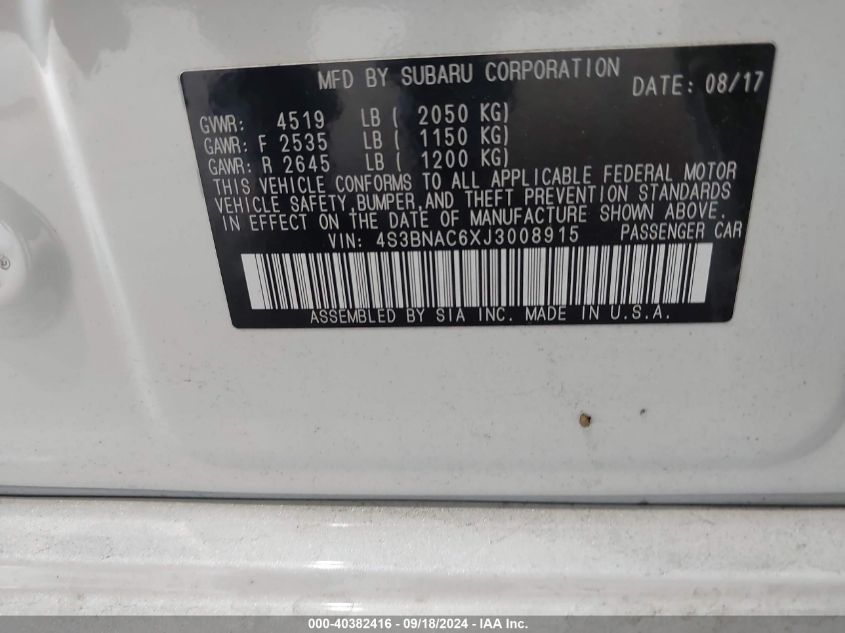 MFD BY SUBARU CORPORATION
DATE: 08/17
GVWR: 4519 LB ( 2050 KG)
GAWR: F 2535 LB ( 1150 KG)
GAWR: R 2645 LB ( 1200 KG)
THIS VEHICLE CONFORMS TO ALL APPLICABLE FEDERAL MOTOR
VEHICLE SAFETY,BUMPER,AND THEFT PREVENTION STANDARDS
IN EFFECT ON THE DATE OF MANUFACTURE SHOWN ABOVE.
VIN: 4S3BNAC6XJ3008915 PASSENGER CAR
ASSEMBLED BY SIA INC. MADE IN U.S.A.
®
000-40382416 - 09/18/2024 - IAA Inc.